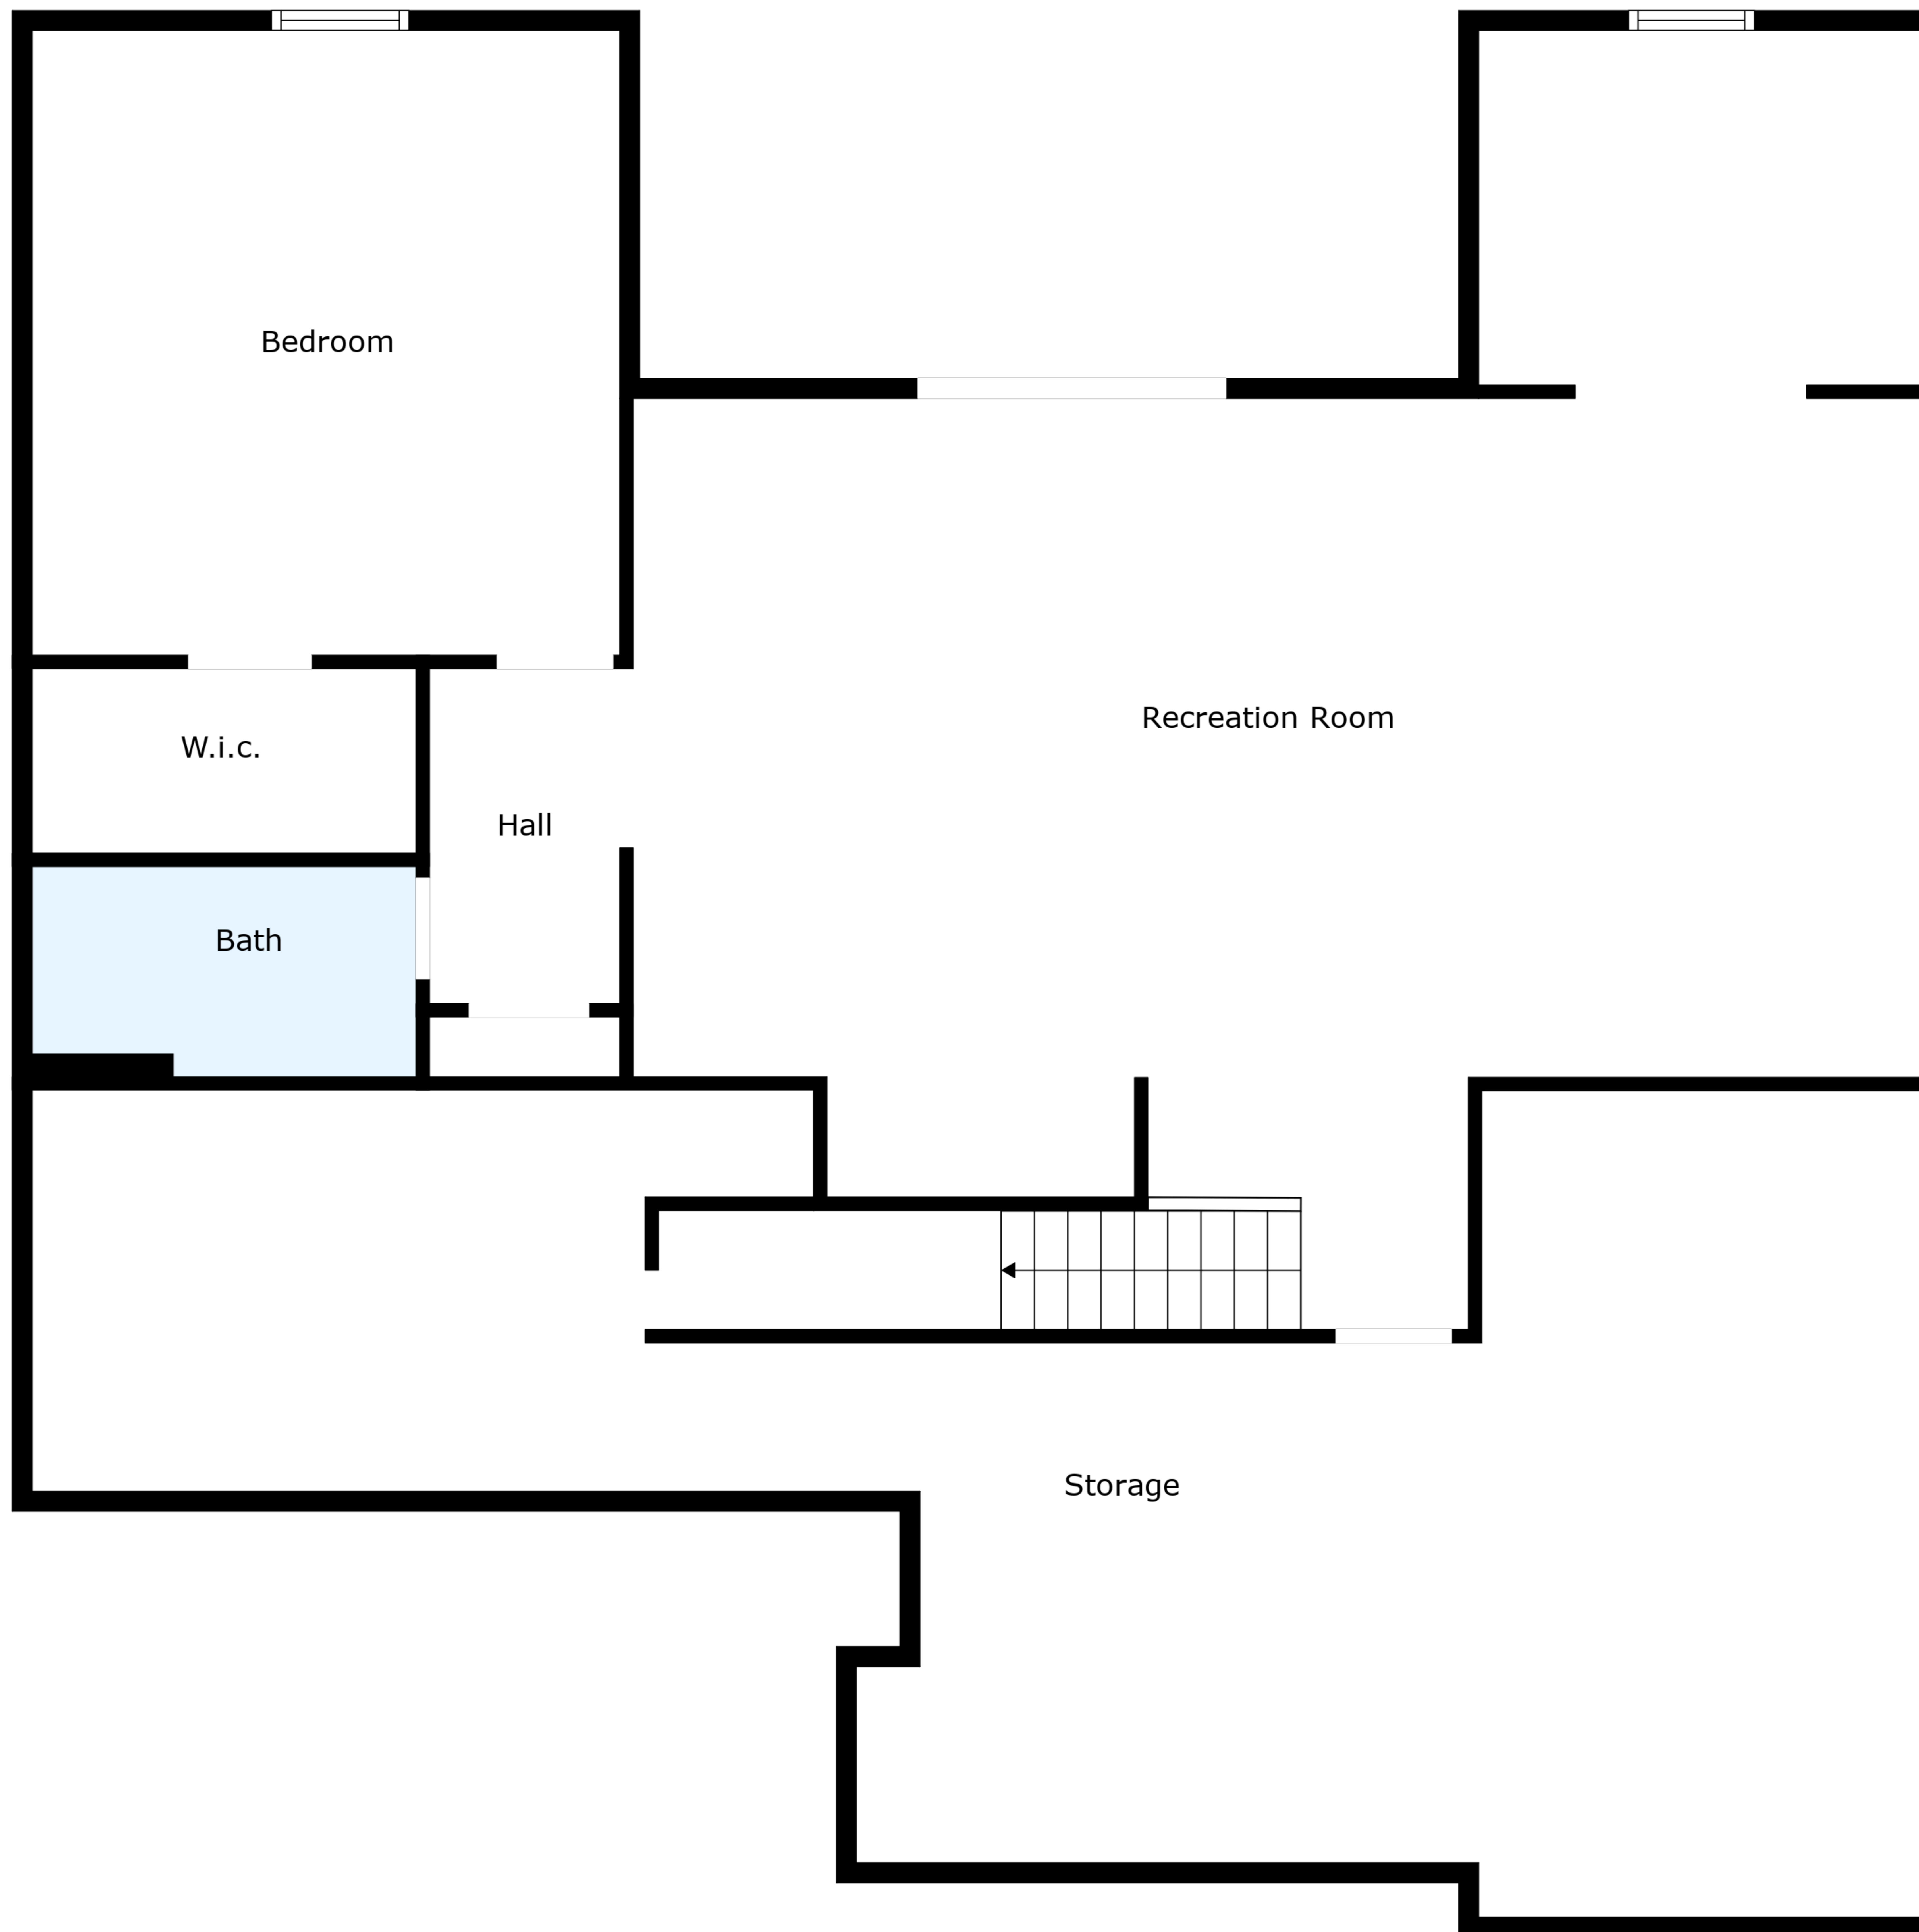 Bedroom
Recreation Room
W.i.c.
Hall
Bath
Storage